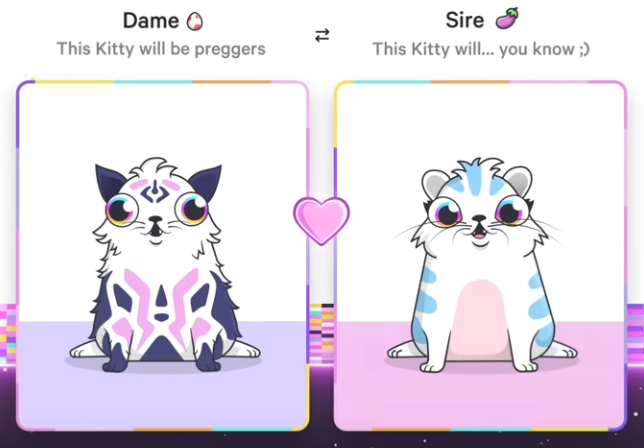 Dame
This Kitty will be preggers
Sire
This Kitty will... you know ;)